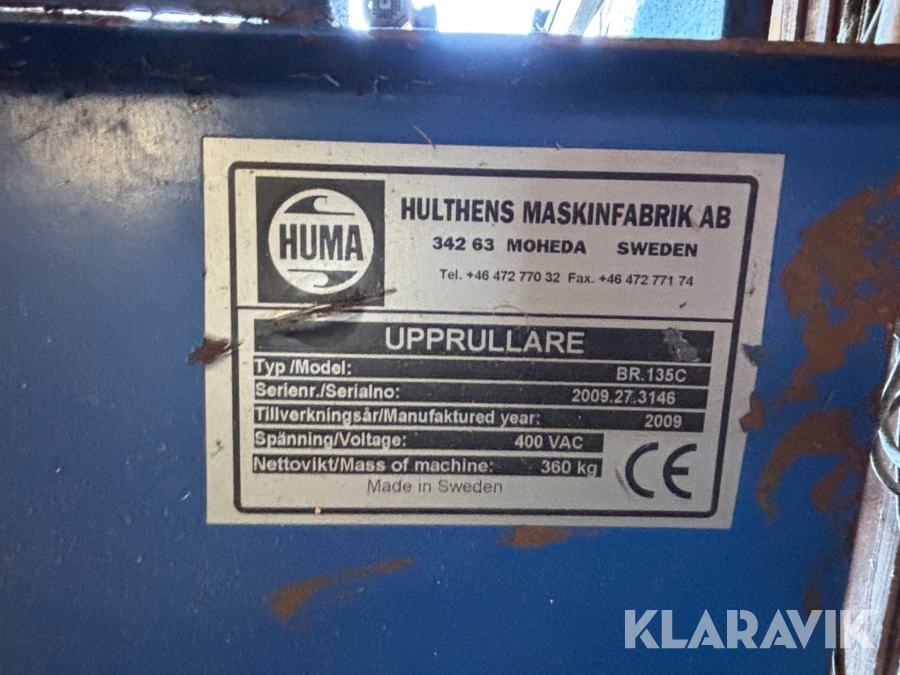 HUMA
HULTHENS MASKINFABRIK AB
342 63 MOHEDA SWEDEN
Tel. +46 472 770 32 Fax. +46 472 771 74
UPPRULLARE
Typ /Model: BR.135C
Serienr./Serialno: 2009.27.3146
Tillverkningsår/Manufaktured year: 2009
Spänning/Voltage: 400 VAC
Nettovikt/Mass of machine: 360 kg
Made in Sweden
CE
KLARAVIK